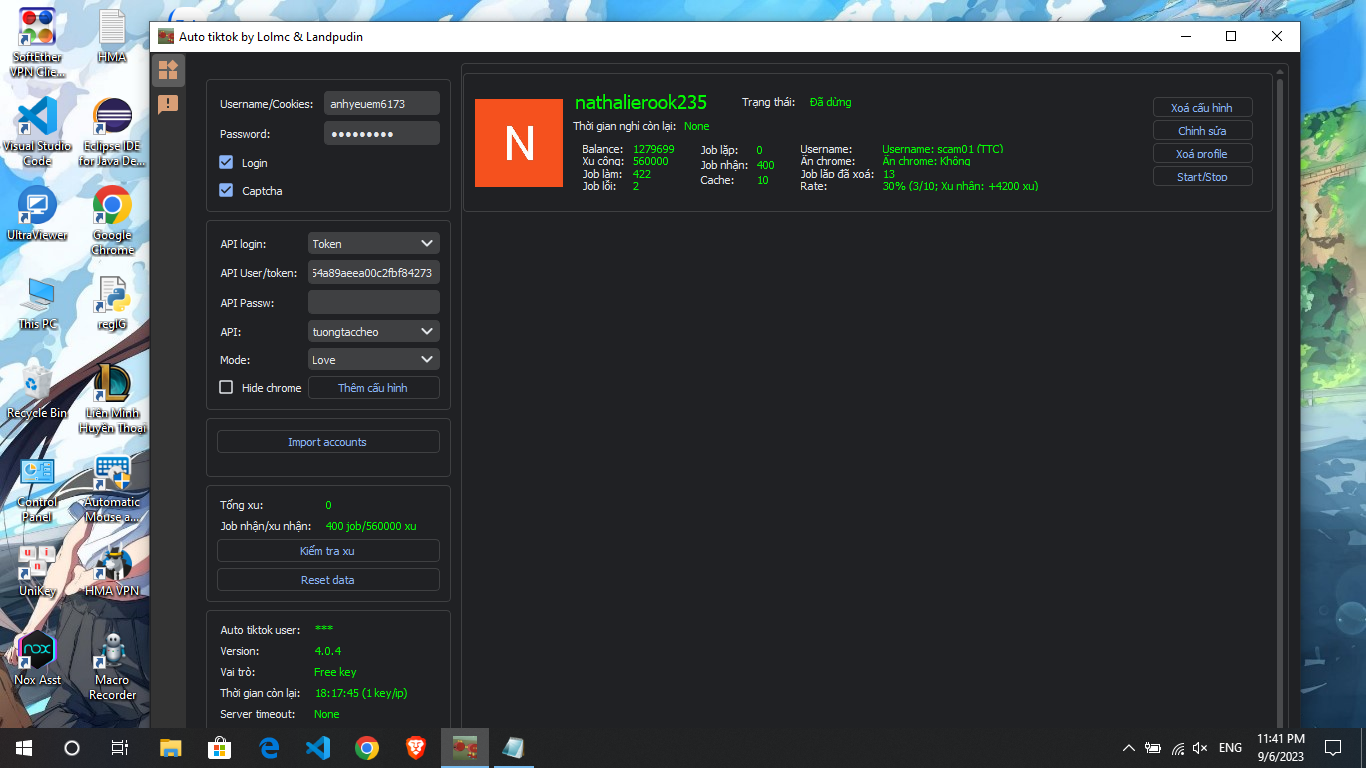 SoftEther
VPN Clie...
HMA
Visual Studio
Code
Eclipse IDE
for Java De...
UltraViewer
Google
Chrome
This PC
regIG
Recycle Bin
Liên Minh
Huyền Thoại
Control
Panel
Automatic
Mouse a...
UniKey
HMA VPN
Nox Asst
Macro
Recorder
Auto tiktok by Lolmc & Landpudin
Username/Cookies: anhyeuem6173
Password: •••••••••
Login
Captcha
API login: Token
API User/token: 54a89aeea00c2fbf84273
API Passw:
API: tuongtaccheo
Mode: Love
Hide chrome Thêm cấu hình
Import accounts
Tổng xu: 0
Job nhận/xu nhận: 400 job/560000 xu
Kiểm tra xu
Reset data
Auto tiktok user: ***
Version: 4.0.4
Vai trò: Free key
Thời gian còn lại: 18:17:45 (1 key/ip)
Server timeout: None
N
nathalierook235 Trạng thái: Đã dừng
Thời gian nghỉ còn lại: None
Balance: 1279699 Job lặp: 0 Username: Username: scam01 (TTC)
Xu cộng: 560000 Job nhận: 400 Ẩn chrome: Ẩn chrome: Không
Job làm: 422 Cache: 10 Job lặp đã xoá: 13
Job lỗi: 2 Rate: 30% (3/10; Xu nhận: +4200 xu)
Xoá cấu hình
Chỉnh sửa
Xoá profile
Start/Stop
ENG
11:41 PM
9/6/2023